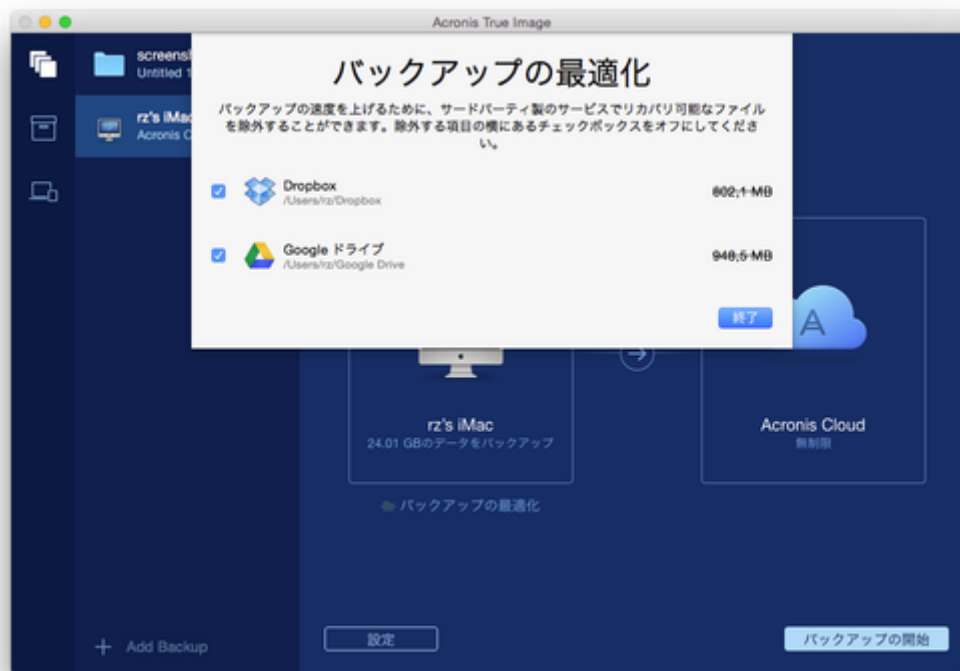 Acronis True Image
screensh
Untitled 1
rz's iMac
Acronis C
バックアップの最適化
バックアップの速度を上げるために、サードパーティ製のサービスでリカバリ可能なファイル
を除外することができます。除外する項目の横にあるチェックボックスをオフにしてくださ
い。
Dropbox
/Users/rz/Dropbox
802,1 MB
Google ドライブ
/Users/rz/Google Drive
948,5 MB
終了
rz's iMac
24.01 GBのデータをバックアップ
Acronis Cloud
無制限
バックアップの最適化
Add Backup
設定
バックアップの開始